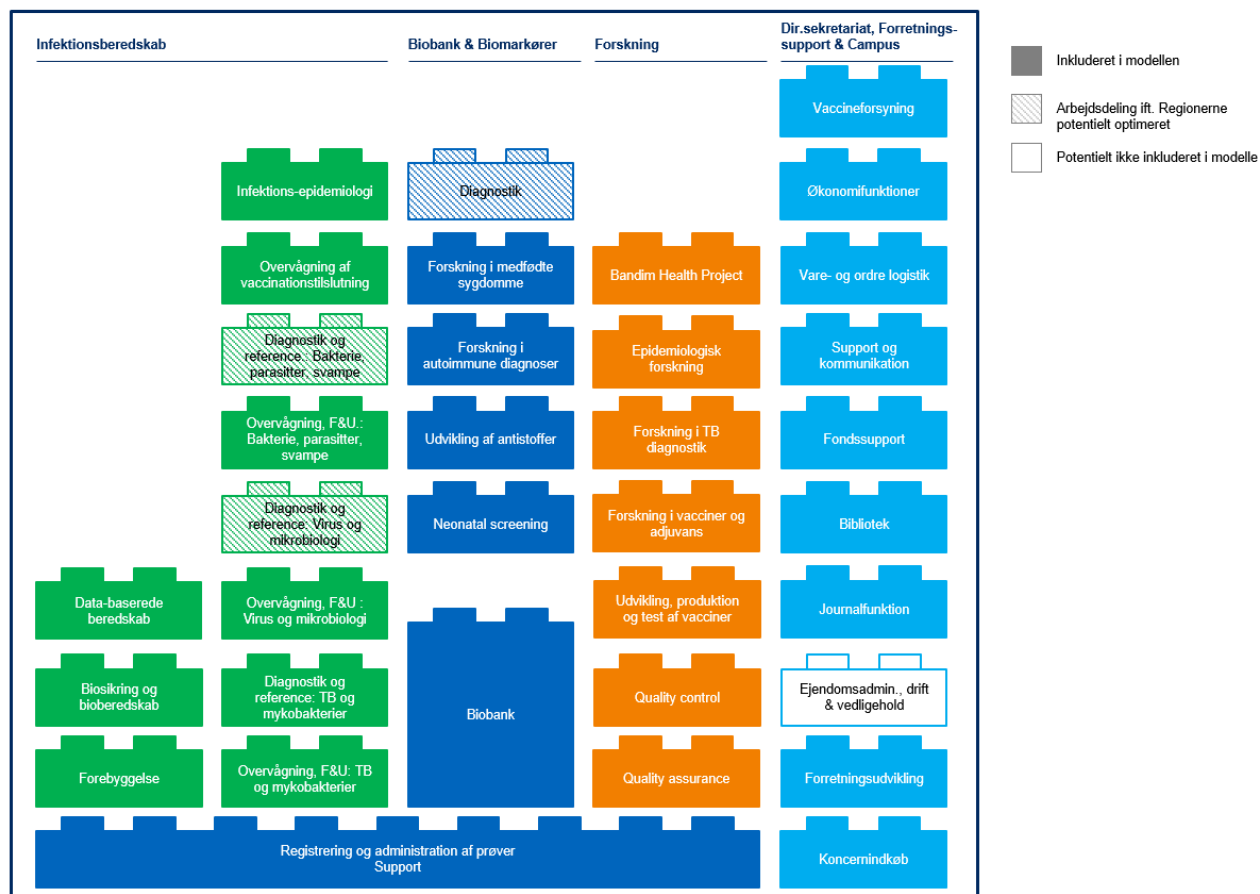 Infektionsberedskab
Biobank & Biomarkører
Forskning
Dir.sekretariat, Forretnings-
support & Campus
Inkluderet i modellen
Arbejdsdeling ift. Regionerne
potentielt optimeret
Potentielt ikke inkluderet i modelle
Vaccineforsyning
Infektions-epidemiologi
Diagnostik
Økonomifunktioner
Overvågning af
vaccinationstilslutning
Forskning i medfødte
sygdomme
Bandim Health Project
Vare- og ordre logistik
Diagnostik og
reference.: Bakterie,
parasitter, svampe
Forskning i
autoimmune diagnoser
Epidemiologisk
forskning
Support og
kommunikation
Overvågning, F&U.:
Bakterie, parasitter,
svampe
Udvikling af antistoffer
Forskning i TB
diagnostik
Fondssupport
Diagnostik og
reference: Virus og
mikrobiologi
Neonatal screening
Forskning i vacciner og
adjuvans
Bibliotek
Data-baserede
beredskab
Overvågning, F&U :
Virus og mikrobiologi
Udvikling, produktion
og test af vacciner
Journalfunktion
Biosikring og
bioberedskab
Diagnostik og
reference: TB og
mykobakterier
Biobank
Quality control
Ejendomsadmin., drift
& vedligehold
Forebyggelse
Overvågning, F&U: TB
og mykobakterier
Quality assurance
Forretningsudvikling
Registrering og administration af prøver
Support
Koncernindkøb